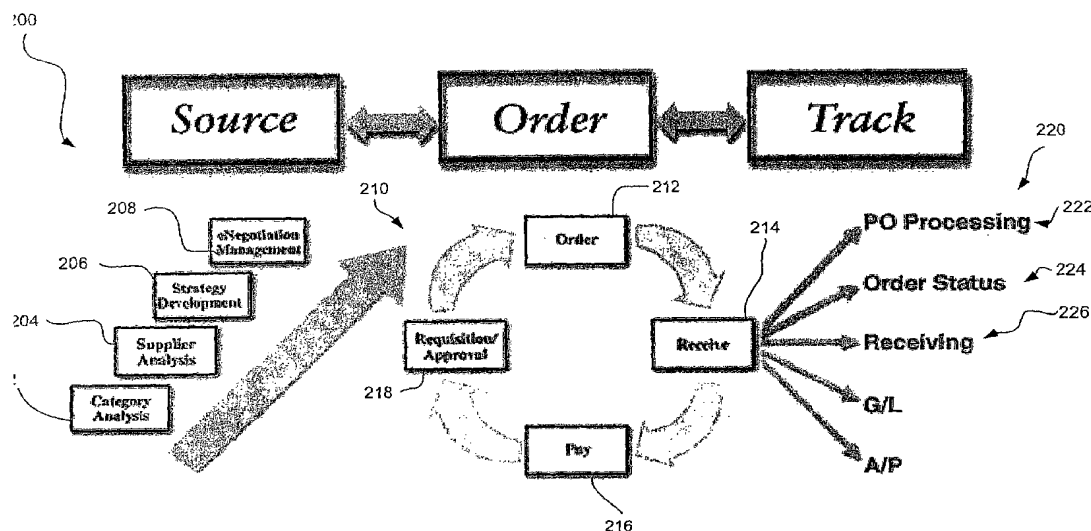 200
Source
Order
Track
220
212
210
208
eNegotiation
Management
214
PO Processing
222
Order
206
Strategy
Development
Order Status
224
204
226
Supplier
Analysis
Requisition/
Approval
Receive
Receiving
218
Category
Analysis
G/L
Pay
A/P
216